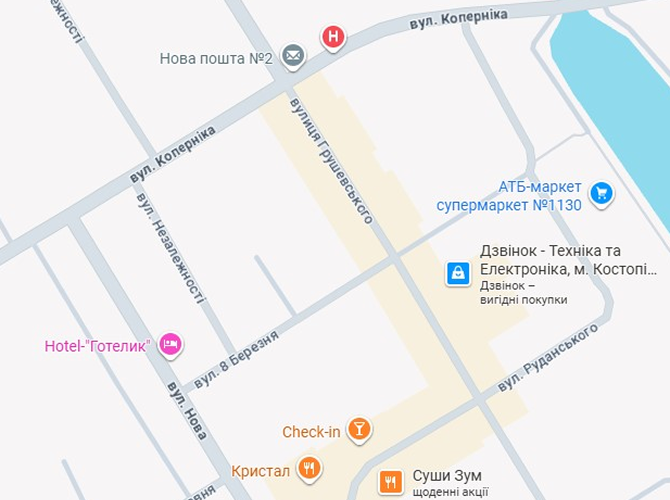 вул. Коперніка
H
Нова пошта №2
Незалежності
вулиця Грушевського
вул. Коперніка
АТБ-маркет
супермаркет №1130
вул. Незалежності
Дзвінок - Техніка та
Електроніка, м. Костопі...
Дзвінок –
вигідні покупки
Hotel-"Готелик"
вул. 8 Березня
вул. Руданського
вул. Нова
Check-in
Кристал
Суши Зум
щоденні акції